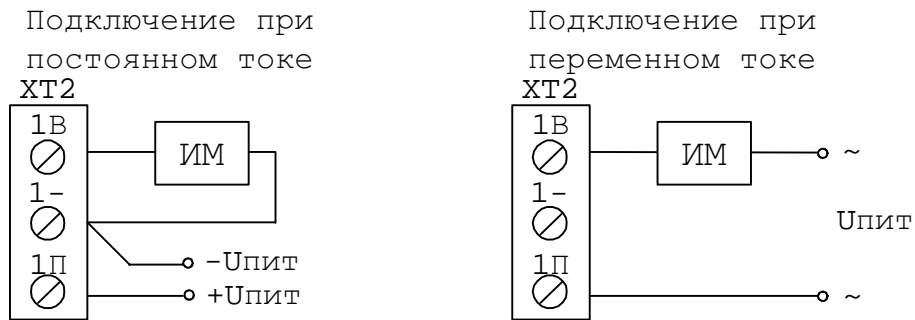 Подключение при
постоянном токе
XT2
1В
ИМ
1-
1П
-Uпит
+Uпит
Подключение при
переменном токе
XT2
1В
ИМ
~
1-
Uпит
1П
~